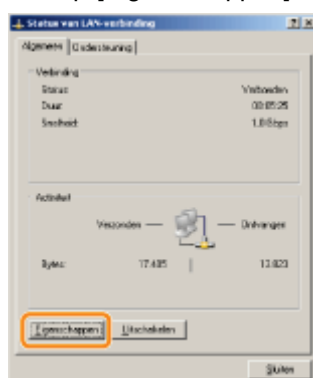 Status van LAN-verbinding
Algemeen Ondersteuning
Verbinding
Status: Verbonden
Duur: 00:05:25
Snelheid: 1.0 Gbps
Activiteit
Verzonden — — Ontvangen
Bytes: 17.405 | 13.823
Eigenschappen Uitschakelen
Sluiten